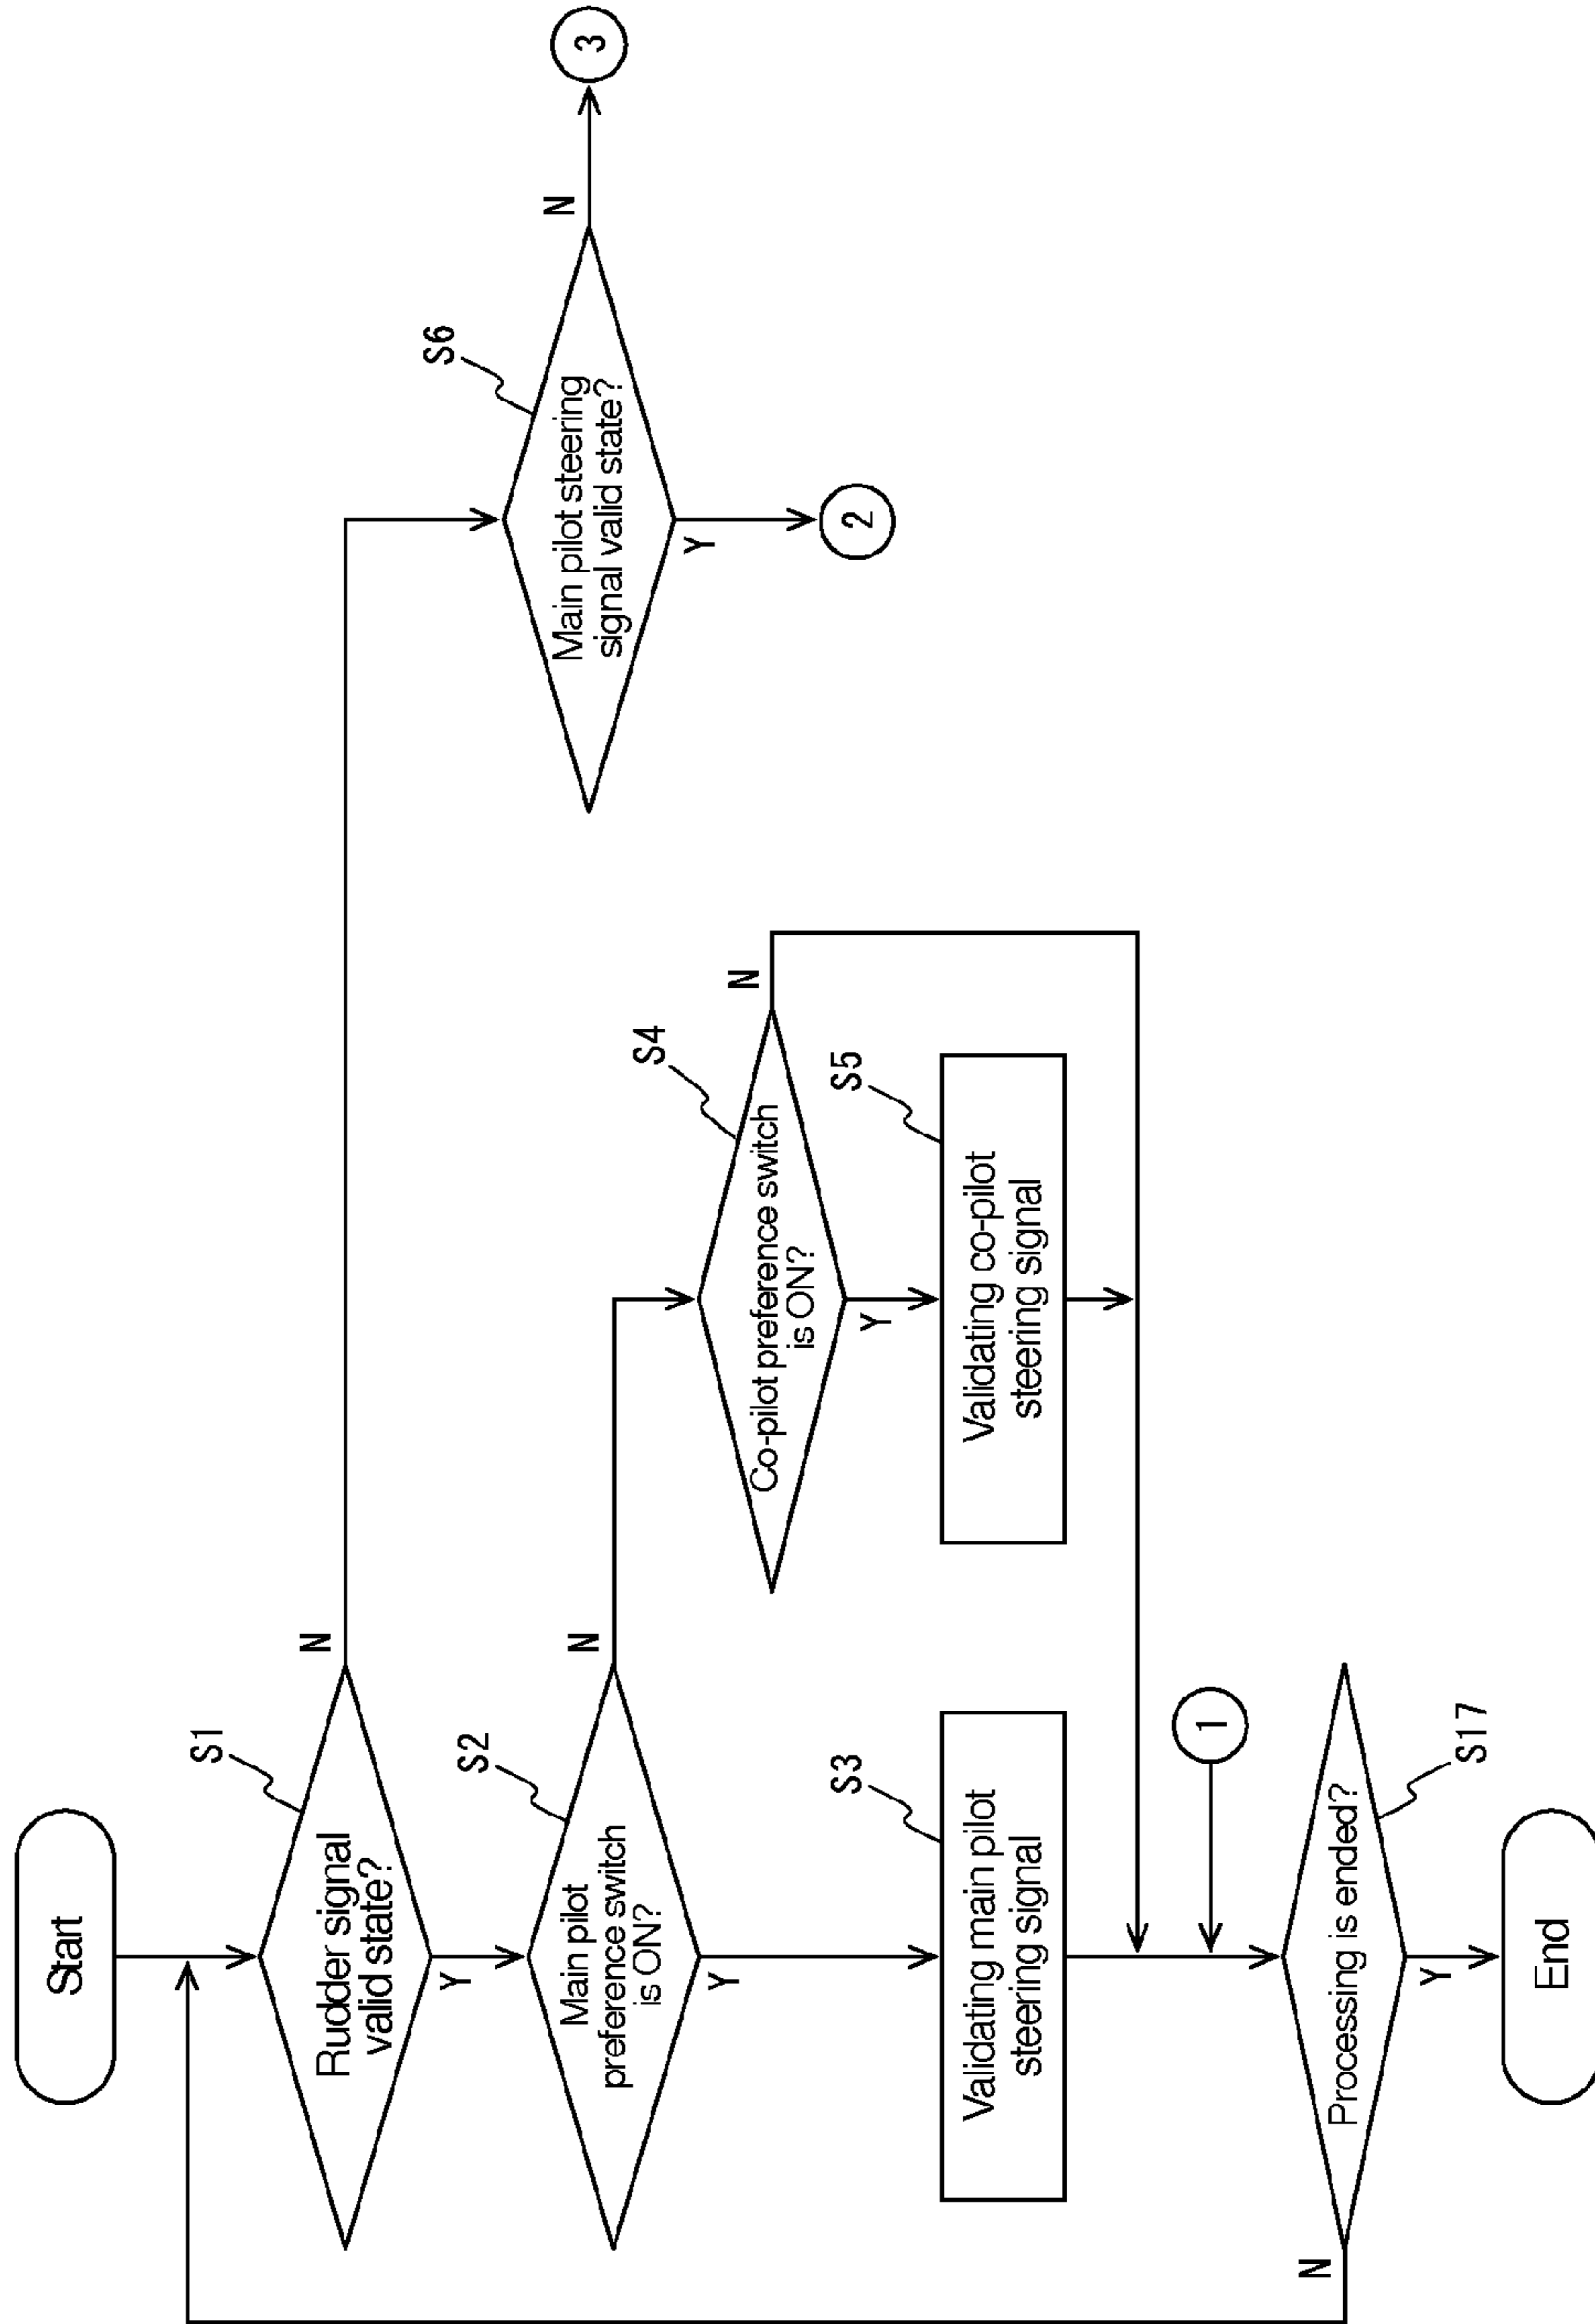 Start
S1
Rudder signal
valid state?
N
Y
S2
Main pilot
preference switch
is ON?
N
Y
S3
Validating main pilot
steering signal
S4
Co-pilot preference switch
is ON?
N
Y
S5
Validating co-pilot
steering signal
S6
Main pilot steering
signal valid state?
N
3
Y
2
1
Processing is ended?
S17
N
Y
End